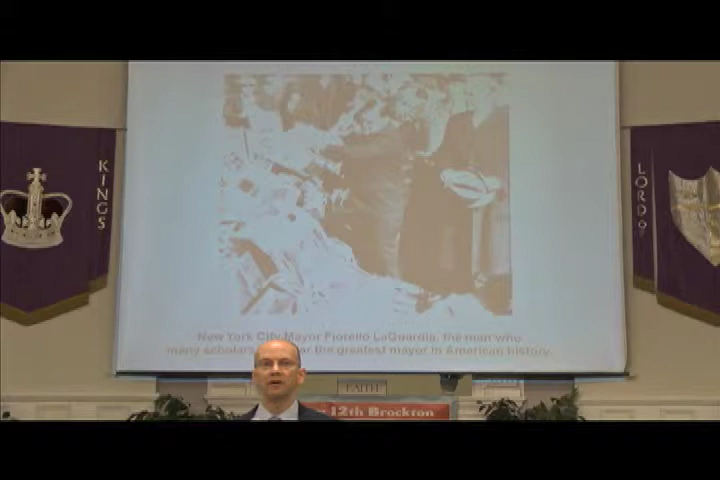 KINGS
LORD
New York City Mayor Fiorello LaGuardia, the man who
many scholars the greatest mayor in American history.
FAITH
12th Brockton